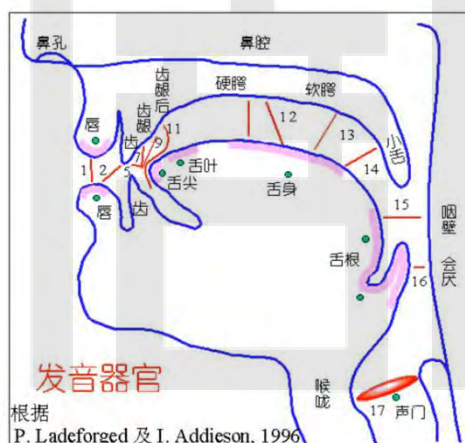 鼻孔
鼻腔
齿龈后
硬腭
软腭
齿龈
唇
齿
11
12
9
13
小舌
7
1
2
5
14
舌叶
舌尖
舌身
唇
齿
15
咽壁
舌根
会厌
16
发音器官
喉咙
17
声门
根据
P. Ladeforged 及 I. Addieson, 1996